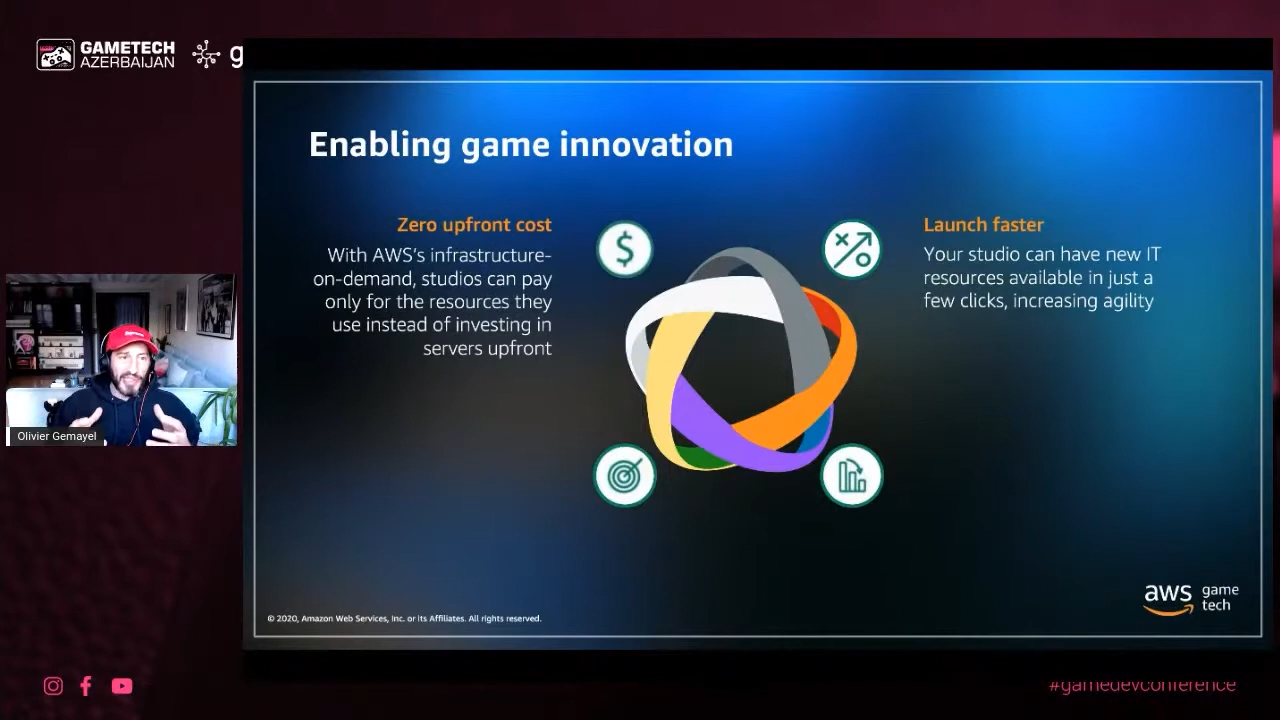 GAMETECH
AZERBAIJAN
g
Enabling game innovation
Zero upfront cost
With AWS's infrastructure-
on-demand, studios can pay
only for the resources they
use instead of investing in
servers upfront
Launch faster
Your studio can have new IT
resources available in just a
few clicks, increasing agility
Olivier Gemayel
aws game
tech
© 2020, Amazon Web Services, Inc. or its Affiliates. All rights reserved.
#gamedevconference